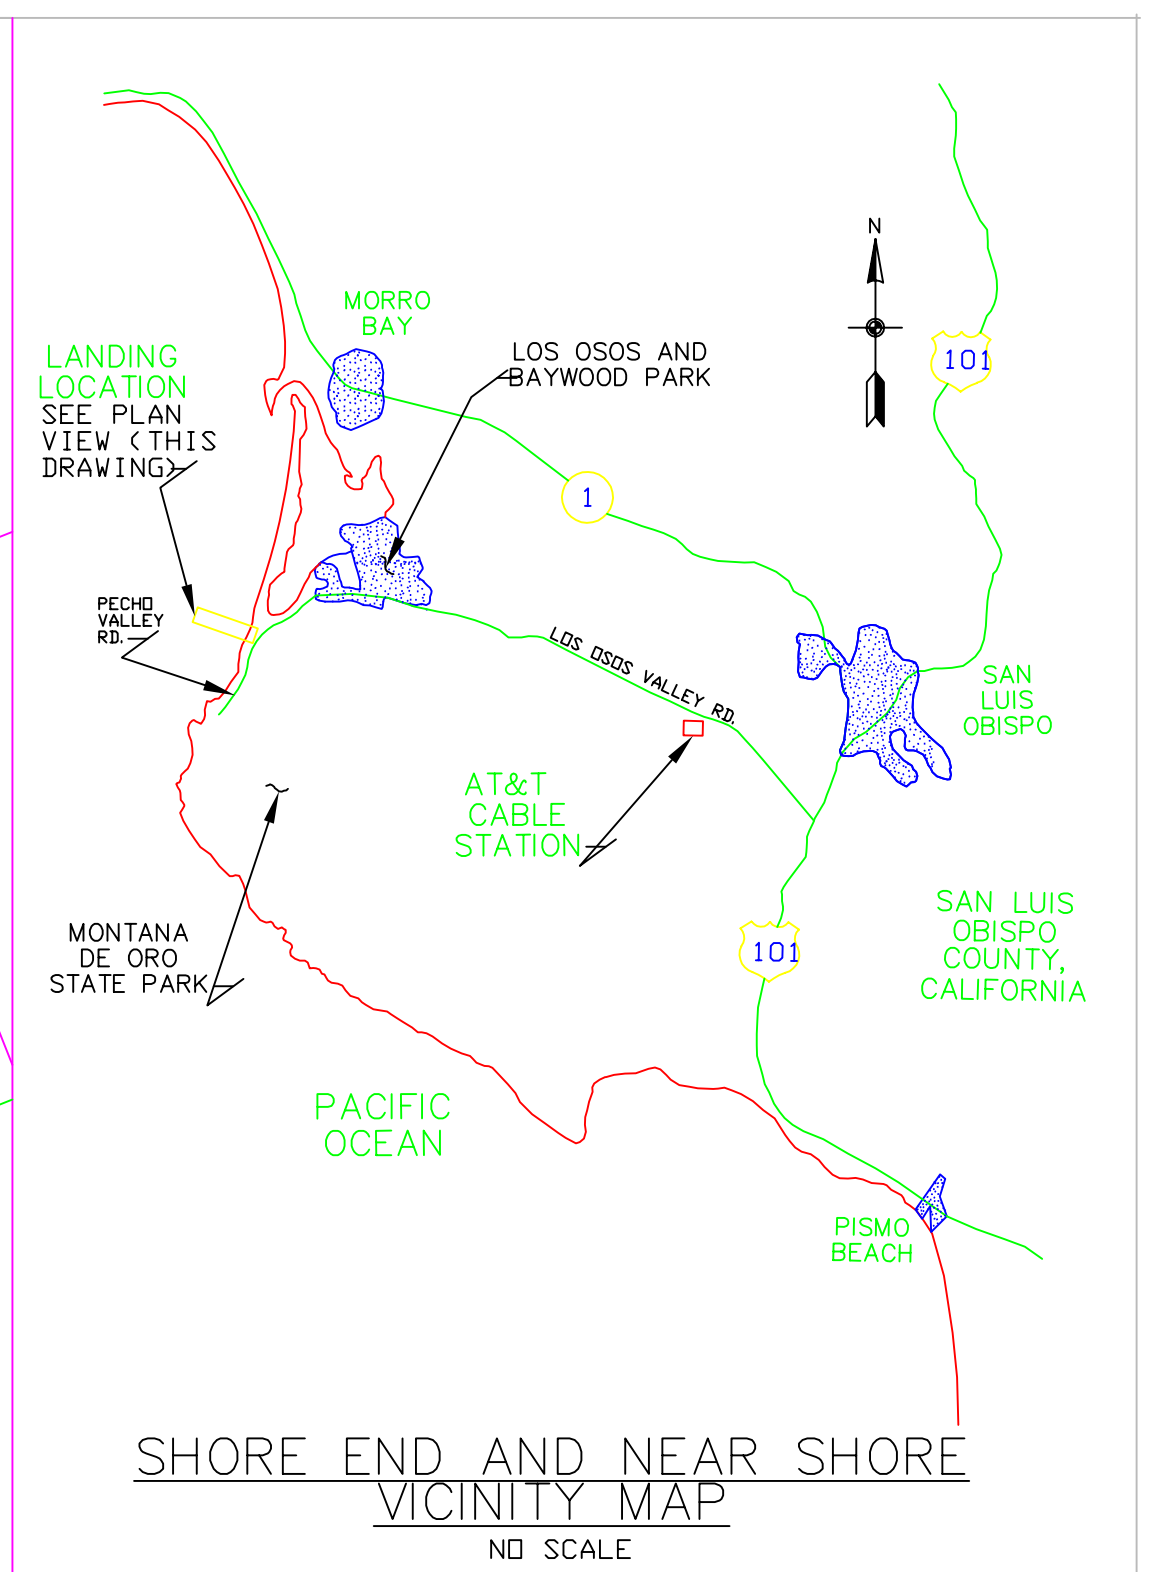 N
MORRO
BAY
101
LOS OSOS AND
BAYWOOD PARK
LANDING
LOCATION
SEE PLAN
VIEW (THIS
DRAWING)
1
PECHO
VALLEY
RD.
LOS OSOS VALLEY RD.
SAN
LUIS
OBISPO
AT&T
CABLE
STATION
MONTANA
DE ORO
STATE PARK
101
SAN LUIS
OBISPO
COUNTY,
CALIFORNIA
PACIFIC
OCEAN
PISMO
BEACH
SHORE END AND NEAR SHORE
VICINITY MAP
NO SCALE